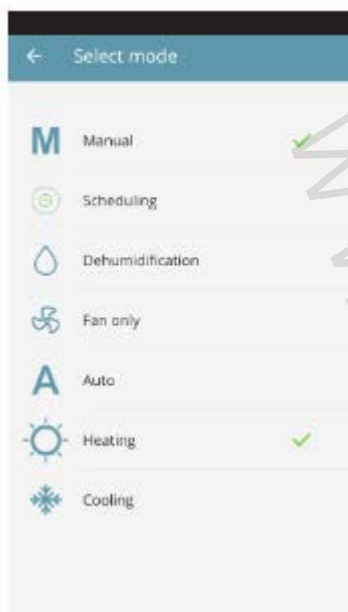 Select mode
M Manual
Scheduling
Dehumidification
Fan only
A Auto
Heating
Cooling